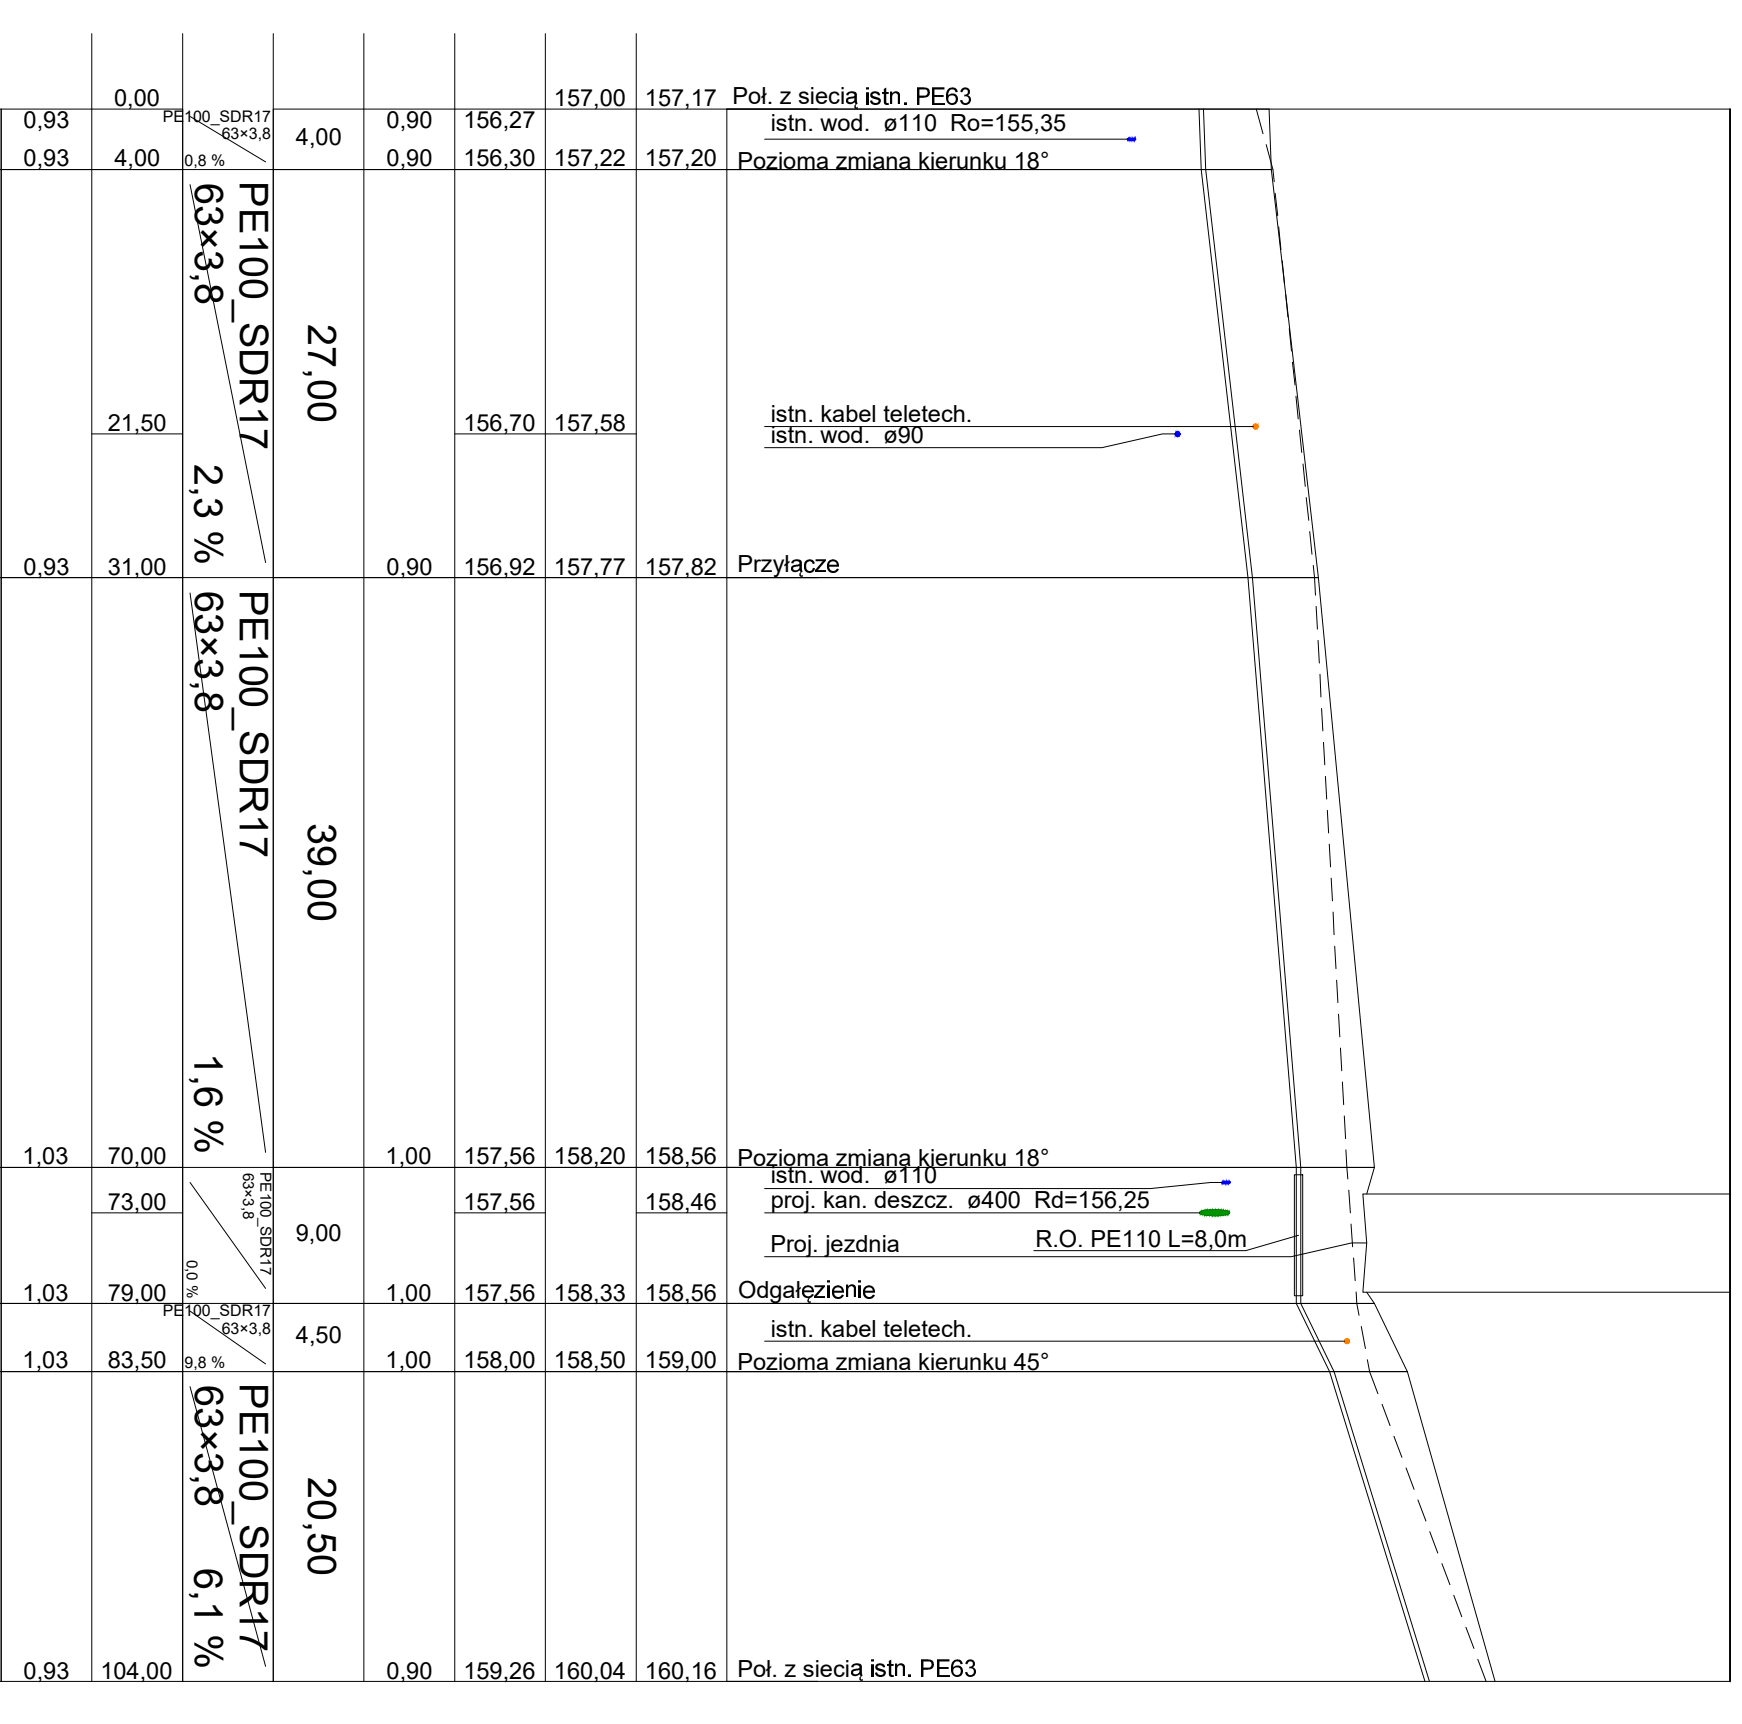 0,00 157,00 157,17 Poł. z siecią istn. PE63
0,93 PE100_SDR17 0,90 156,27 istn. wod. ø110 Ro=155,35
63×3,8 4,00
0,93 4,00 0,8 % 0,90 156,30 157,22 157,20 Pozioma zmiana kierunku 18°
PE100_SDR17
63×3,8 2,3 %
27,00
istn. kabel teletech.
21,50 156,70 157,58
istn. wod. ø90
0,93 31,00 0,90 156,92 157,77 157,82 Przyłącze
PE100_SDR17
63×3,8 1,6 %
39,00
1,03 70,00 1,00 157,56 158,20 158,56 Pozioma zmiana kierunku 18°
istn. wod. ø110
PE100_SDR17
63×3,8
0,0 %
73,00 157,56 158,46 proj. kan. deszcz. ø400 Rd=156,25
9,00
Proj. jezdnia R.O. PE110 L=8,0m
1,03 79,00 1,00 157,56 158,33 158,56 Odgałęzienie
PE100_SDR17
63×3,8 4,50 istn. kabel teletech.
1,03 83,50 9,8 % 1,00 158,00 158,50 159,00 Pozioma zmiana kierunku 45°
PE100_SDR17
63×3,8 6,1 %
20,50
0,93 104,00 0,90 159,26 160,04 160,16 Poł. z siecią istn. PE63